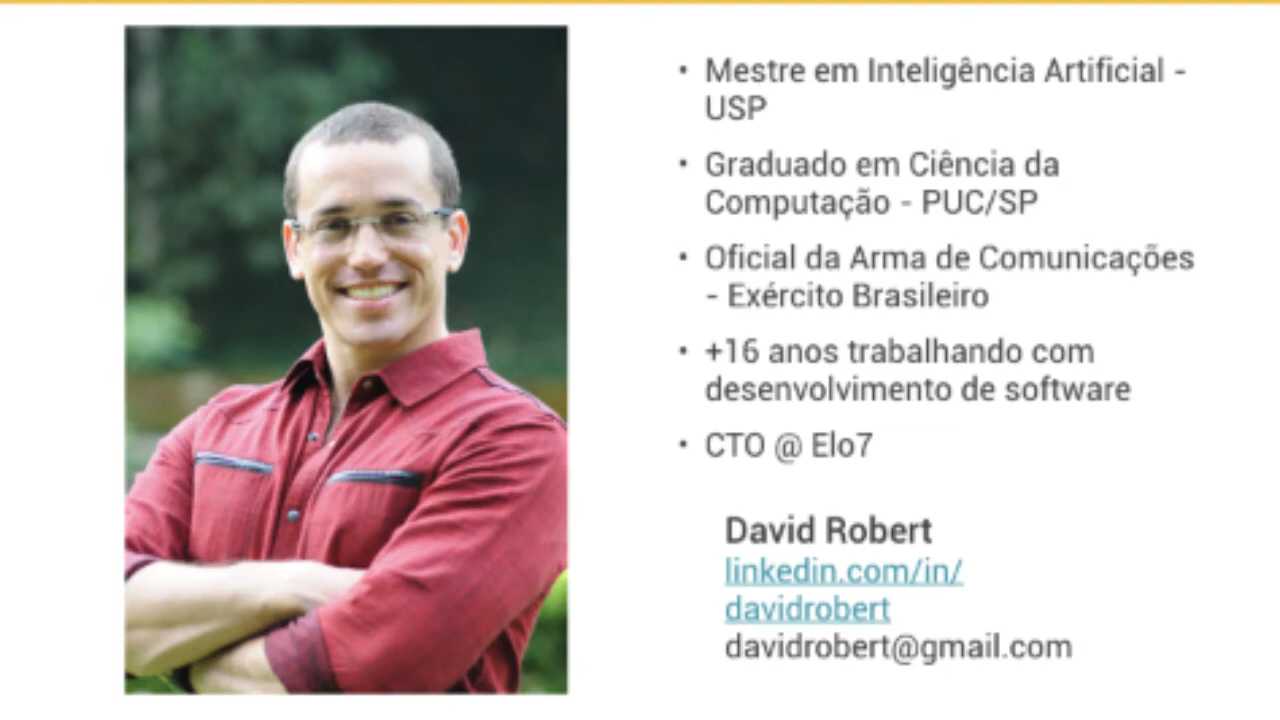 • Mestre em Inteligência Artificial -
USP
• Graduado em Ciência da
Computação - PUC/SP
• Oficial da Arma de Comunicações
- Exército Brasileiro
• +16 anos trabalhando com
desenvolvimento de software
• CTO @ Elo7
David Robert
linkedin.com/in/
davidrobert
davidrobert@gmail.com